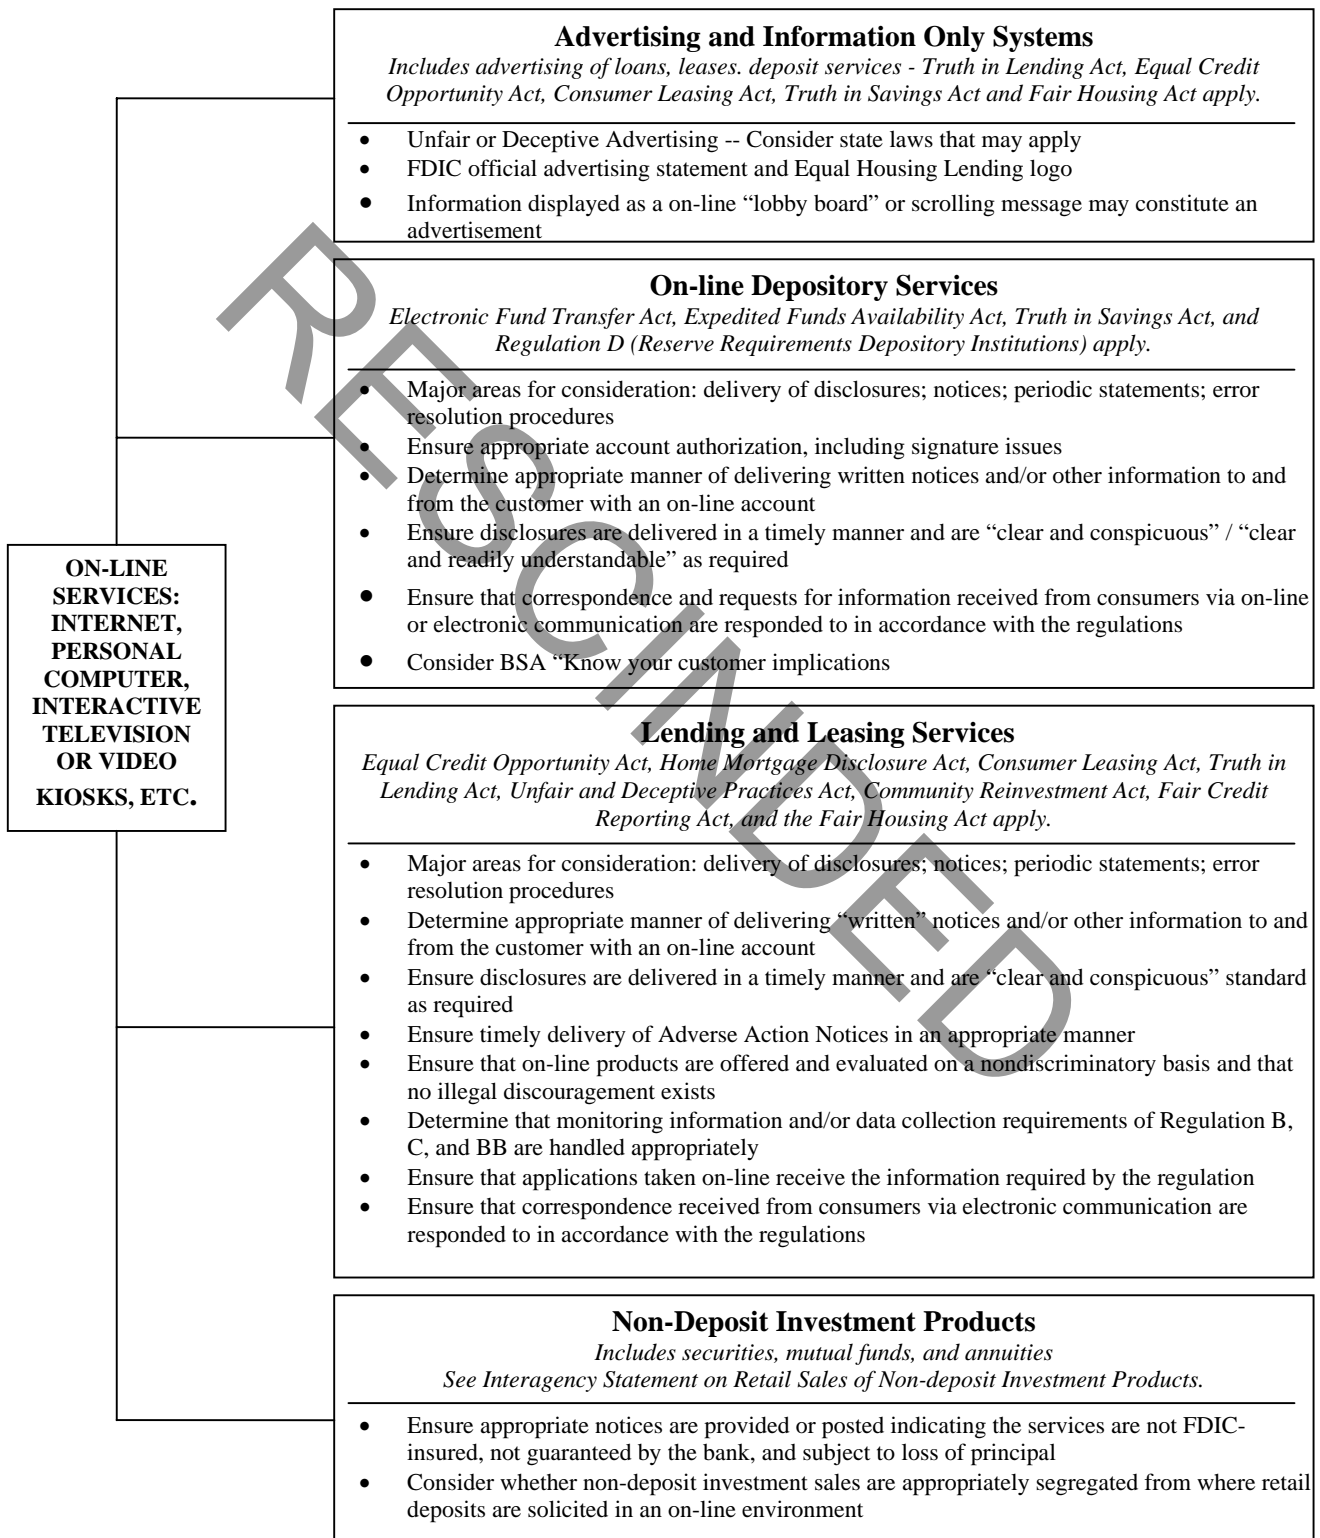 Advertising and Information Only Systems
Includes advertising of loans, leases. deposit services - Truth in Lending Act, Equal Credit
Opportunity Act, Consumer Leasing Act, Truth in Savings Act and Fair Housing Act apply.
• Unfair or Deceptive Advertising -- Consider state laws that may apply
• FDIC official advertising statement and Equal Housing Lending logo
• Information displayed as a on-line “lobby board” or scrolling message may constitute an
advertisement
On-line Depository Services
Electronic Fund Transfer Act, Expedited Funds Availability Act, Truth in Savings Act, and
Regulation D (Reserve Requirements Depository Institutions) apply.
• Major areas for consideration: delivery of disclosures; notices; periodic statements; error
resolution procedures
• Ensure appropriate account authorization, including signature issues
• Determine appropriate manner of delivering written notices and/or other information to and
from the customer with an on-line account
• Ensure disclosures are delivered in a timely manner and are “clear and conspicuous” / “clear
and readily understandable” as required
• Ensure that correspondence and requests for information received from consumers via on-line
or electronic communication are responded to in accordance with the regulations
• Consider BSA “Know your customer implications
ON-LINE
SERVICES:
INTERNET,
PERSONAL
COMPUTER,
INTERACTIVE
TELEVISION
OR VIDEO
KIOSKS, ETC.
Lending and Leasing Services
Equal Credit Opportunity Act, Home Mortgage Disclosure Act, Consumer Leasing Act, Truth in
Lending Act, Unfair and Deceptive Practices Act, Community Reinvestment Act, Fair Credit
Reporting Act, and the Fair Housing Act apply.
• Major areas for consideration: delivery of disclosures; notices; periodic statements; error
resolution procedures
• Determine appropriate manner of delivering “written” notices and/or other information to and
from the customer with an on-line account
• Ensure disclosures are delivered in a timely manner and are “clear and conspicuous” standard
as required
• Ensure timely delivery of Adverse Action Notices in an appropriate manner
• Ensure that on-line products are offered and evaluated on a nondiscriminatory basis and that
no illegal discouragement exists
• Determine that monitoring information and/or data collection requirements of Regulation B,
C, and BB are handled appropriately
• Ensure that applications taken on-line receive the information required by the regulation
• Ensure that correspondence received from consumers via electronic communication are
responded to in accordance with the regulations
Non-Deposit Investment Products
Includes securities, mutual funds, and annuities
See Interagency Statement on Retail Sales of Non-deposit Investment Products.
• Ensure appropriate notices are provided or posted indicating the services are not FDIC-
insured, not guaranteed by the bank, and subject to loss of principal
• Consider whether non-deposit investment sales are appropriately segregated from where retail
deposits are solicited in an on-line environment
RESCINDED